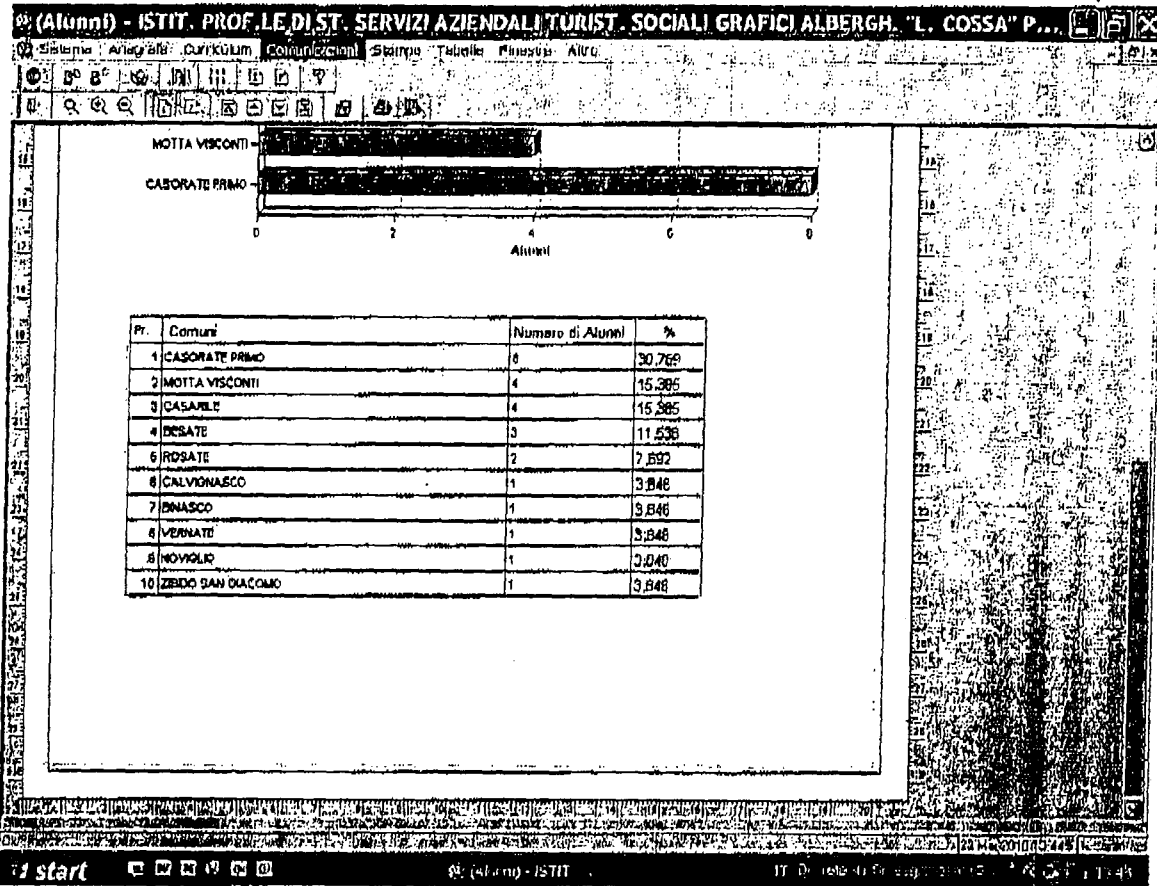 (Alunni) - ISTIT. PROF.LE DI ST. SERVIZI AZIENDALI TURIST. SOCIALI GRAFICI ALBERGH. "L. COSSA" P...
Sistema Anagrafe Curriculum Comunicazioni Stampe Tabelle Finestra Altro
MOTTA VISCONTI
CASORATE PRIMO
0 2 4 6 8
Alunni
Pr. Comuni Numero di Alunni %
1 CASORATE PRIMO 8 30,769
2 MOTTA VISCONTI 4 15,385
3 CASARILE 4 15,385
4 BESATE 3 11,538
5 ROSATE 2 7,692
6 CALVIGNASCO 1 3,846
7 BINASCO 1 3,846
8 VERNATE 1 3,846
9 NOVIGLIO 1 3,846
10 ZIBIDO SAN GIACOMO 1 3,846
start (Alunni) - ISTIT IT